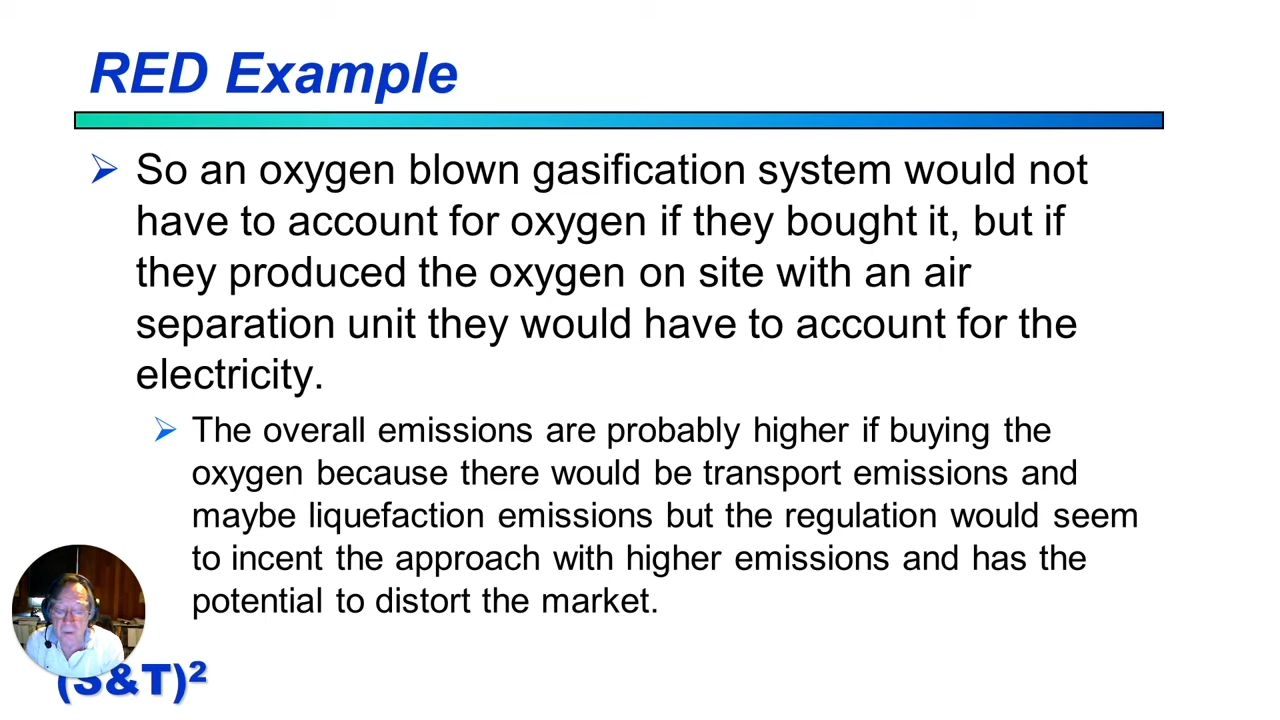 RED Example
So an oxygen blown gasification system would not
have to account for oxygen if they bought it, but if
they produced the oxygen on site with an air
separation unit they would have to account for the
electricity.
The overall emissions are probably higher if buying the
oxygen because there would be transport emissions and
maybe liquefaction emissions but the regulation would seem
to incent the approach with higher emissions and has the
potential to distort the market.
(S&T)²